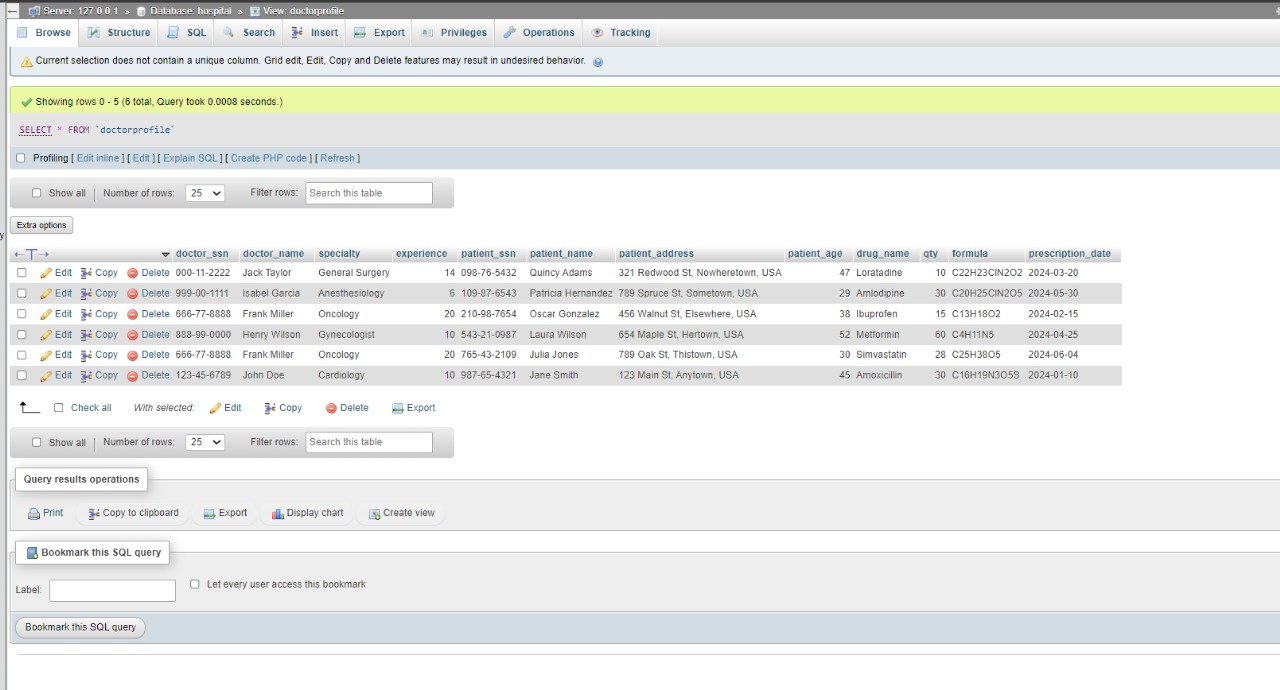 Server: 127.0.0.1 » Database: hospital » View: doctorprofile
Browse Structure SQL Search Insert Export Privileges Operations Tracking
Current selection does not contain a unique column. Grid edit, Edit, Copy and Delete features may result in undesired behavior.
Showing rows 0 - 5 (6 total, Query took 0.0008 seconds.)
SELECT * FROM `doctorprofile`
Profiling [ Edit inline ] [ Edit ] [ Explain SQL ] [ Create PHP code ] [ Refresh ]
Show all Number of rows: 25 Filter rows: Search this table
Extra options
doctor_ssn doctor_name specialty experience patient_ssn patient_name patient_address patient_age drug_name qty formula prescription_date
Edit Copy Delete 000-11-2222 Jack Taylor General Surgery 14 098-76-5432 Quincy Adams 321 Redwood St, Nowheretown, USA 47 Loratadine 10 C22H23ClN2O2 2024-03-20
Edit Copy Delete 999-00-1111 Isabel Garcia Anesthesiology 6 109-87-6543 Patricia Hernandez 789 Spruce St, Sometown, USA 29 Amlodipine 30 C20H25ClN2O5 2024-05-30
Edit Copy Delete 666-77-8888 Frank Miller Oncology 20 210-98-7654 Oscar Gonzalez 456 Walnut St, Elsewhere, USA 38 Ibuprofen 15 C13H18O2 2024-02-15
Edit Copy Delete 888-99-0000 Henry Wilson Gynecologist 10 543-21-0987 Laura Wilson 654 Maple St, Hertown, USA 52 Metformin 60 C4H11N5 2024-04-25
Edit Copy Delete 666-77-8888 Frank Miller Oncology 20 765-43-2109 Julia Jones 789 Oak St, Thistown, USA 30 Simvastatin 28 C25H38O5 2024-06-04
Edit Copy Delete 123-45-6789 John Doe Cardiology 10 987-65-4321 Jane Smith 123 Main St, Anytown, USA 45 Amoxicillin 30 C16H19N3O5S 2024-01-10
Check all With selected: Edit Copy Delete Export
Show all Number of rows: 25 Filter rows: Search this table
Query results operations
Print Copy to clipboard Export Display chart Create view
Bookmark this SQL query
Label: Let every user access this bookmark
Bookmark this SQL query